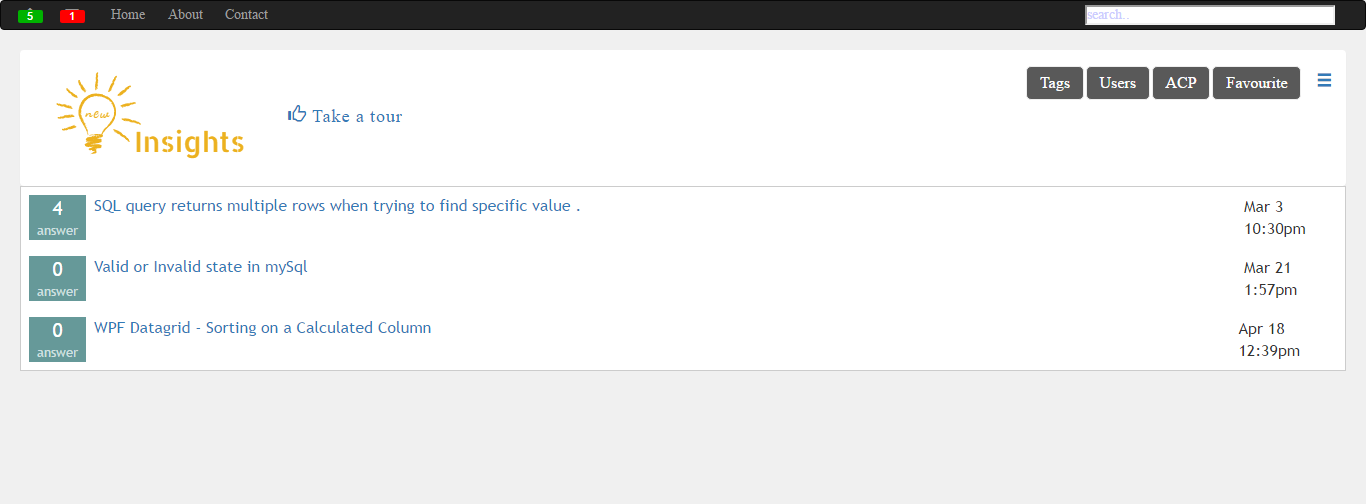 5 1 Home About Contact search..
Tags Users ACP Favourite
new
Insights
Take a tour
4
answer
SQL query returns multiple rows when trying to find specific value .
Mar 3
10:30pm
0
answer
Valid or Invalid state in mySql
Mar 21
1:57pm
0
answer
WPF Datagrid - Sorting on a Calculated Column
Apr 18
12:39pm